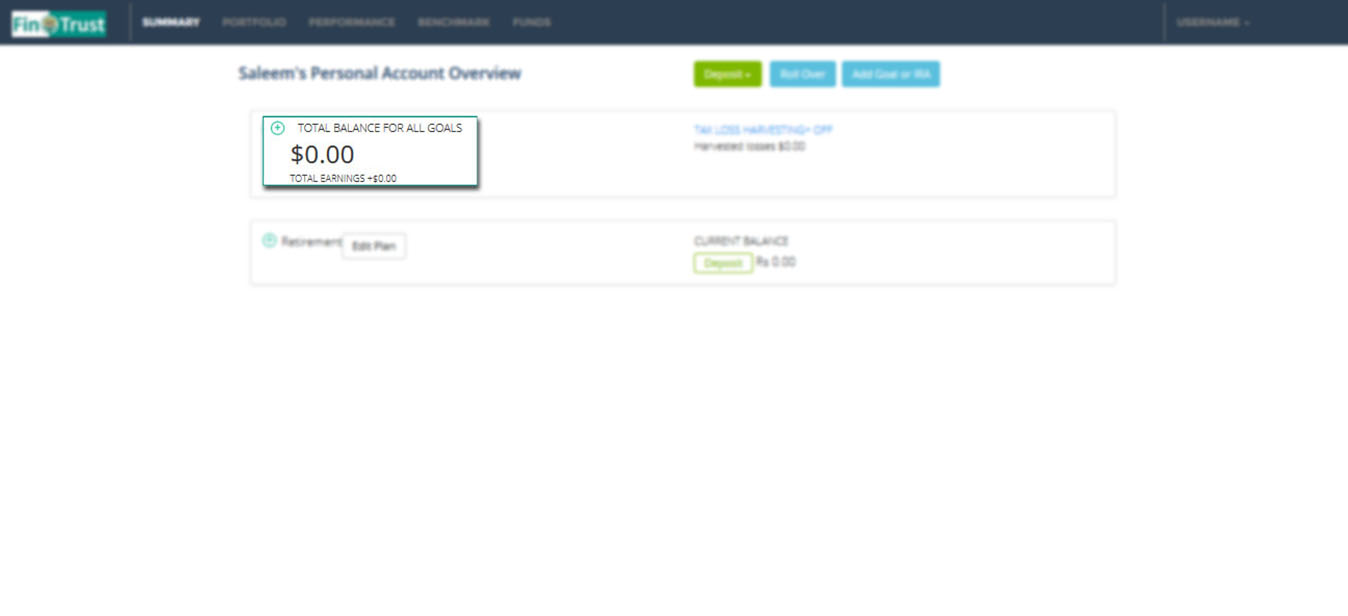 Fin Trust
SUMMARY PORTFOLIO PERFORMANCE BENCHMARK FUNDS USERNAME
Saleem's Personal Account Overview
Deposit Roll Over Add Goal or IRA
TOTAL BALANCE FOR ALL GOALS
$0.00
TOTAL EARNINGS +$0.00
TAX LOSS HARVESTING+ OFF
Harvested losses $0.00
Retirement Edit Plan
CURRENT BALANCE
Deposit Rs 0.00